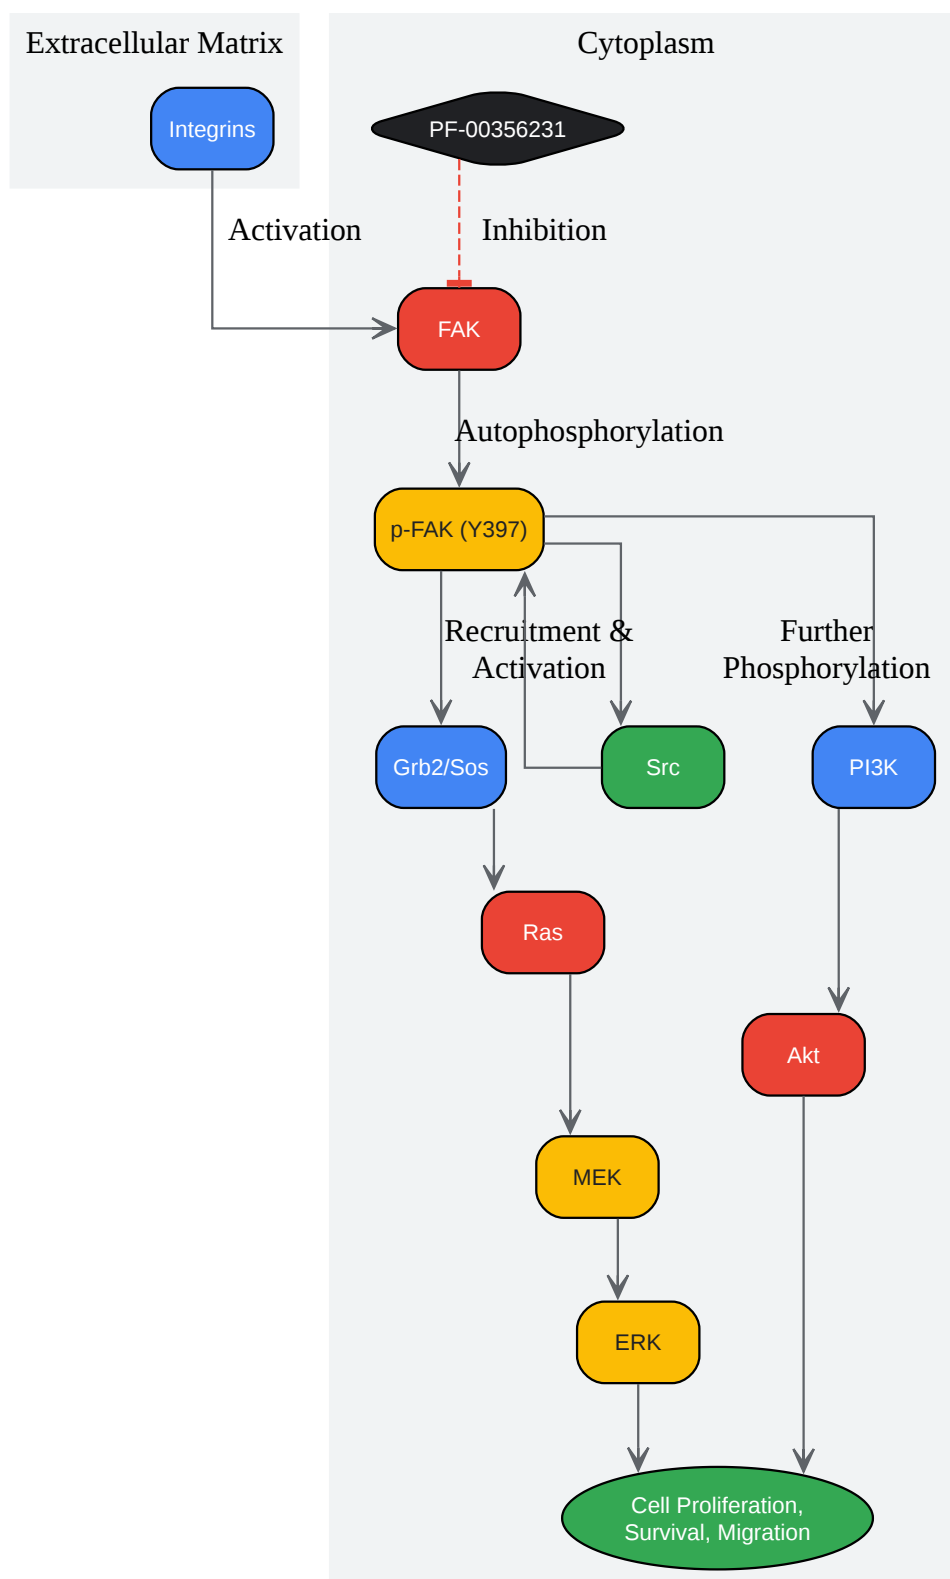 Extracellular Matrix
Cytoplasm
Integrins
PF-00356231
Activation
Inhibition
FAK
Autophosphorylation
p-FAK (Y397)
Recruitment &
Activation
Further
Phosphorylation
Grb2/Sos
Src
PI3K
Ras
Akt
MEK
ERK
Cell Proliferation,
Survival, Migration